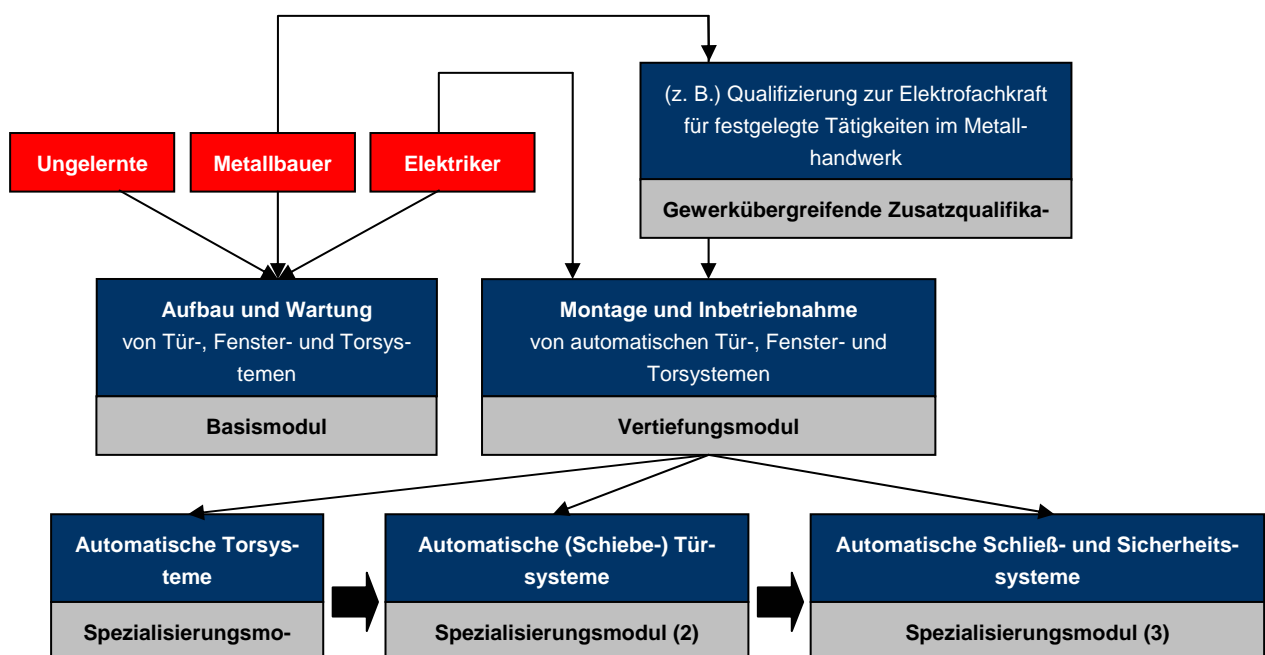 (z. B.) Qualifizierung zur Elektrofachkraft
für festgelegte Tätigkeiten im Metall-
handwerk
Gewerkübergreifende Zusatzqualifika-
Ungelernte
Metallbauer
Elektriker
Aufbau und Wartung
von Tür-, Fenster- und Torsys-
temen
Basismodul
Montage und Inbetriebnahme
von automatischen Tür-, Fenster- und
Torsystemen
Vertiefungsmodul
Automatische Torsys-
teme
Spezialisierungsmo-
Automatische (Schiebe-) Tür-
systeme
Spezialisierungsmodul (2)
Automatische Schließ- und Sicherheits-
systeme
Spezialisierungsmodul (3)